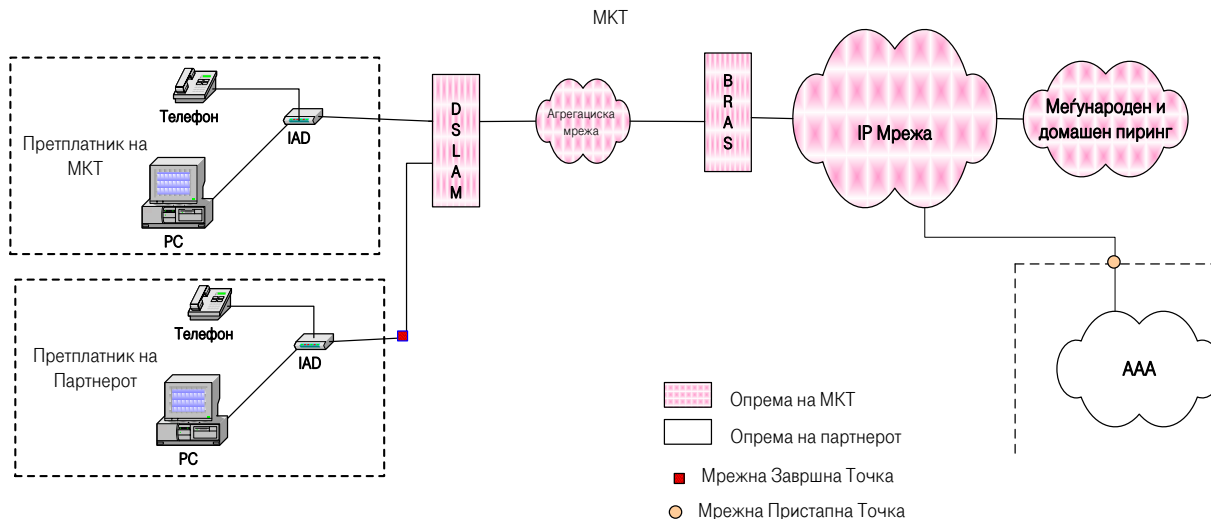 МКТ
Телефон
IAD
Претплатник на
МКТ
PC
D
S
L
A
M
Агрегациска
мрежа
B
R
A
S
IP Мрежа
Меѓународен и
домашен пиринг
Телефон
IAD
Претплатник на
Партнерот
PC
AAA
Опрема на МКТ
Опрема на партнерот
Мрежна Завршна Точка
Мрежна Пристапна Точка